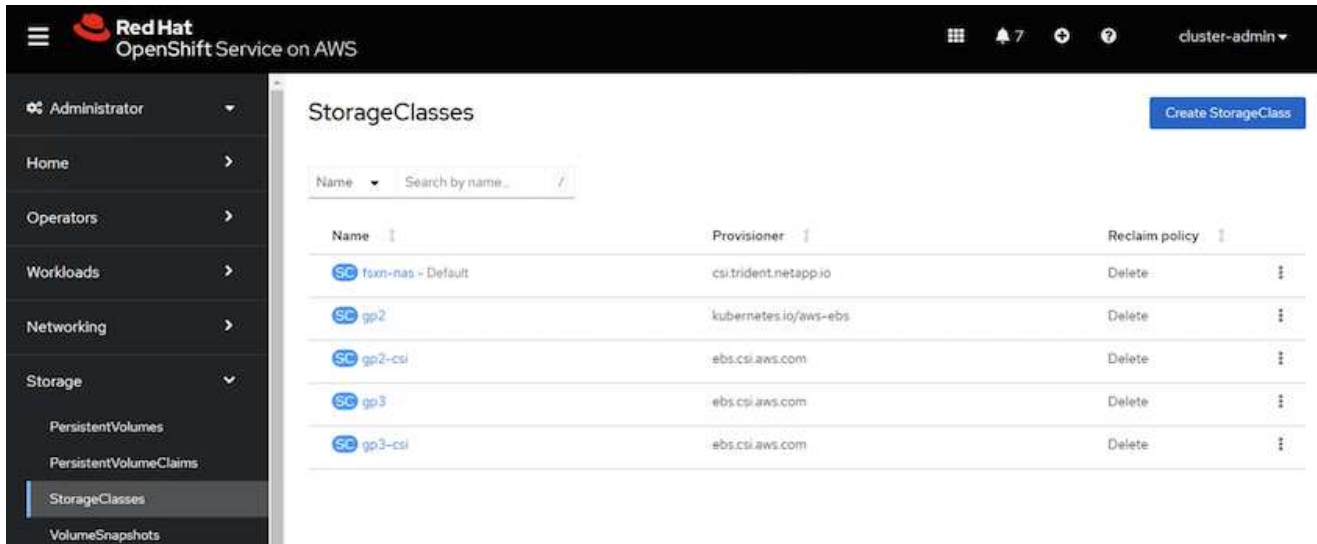 Red Hat
OpenShift Service on AWS
7
cluster-admin
Administrator
Home
Operators
Workloads
Networking
Storage
PersistentVolumes
PersistentVolumeClaims
StorageClasses
VolumeSnapshots
StorageClasses
Create StorageClass
Name Search by name... /
Name Provisioner Reclaim policy
SC fsxn-nas - Default csi.trident.netapp.io Delete
SC gp2 kubernetes.io/aws-ebs Delete
SC gp2-csi ebs.csi.aws.com Delete
SC gp3 ebs.csi.aws.com Delete
SC gp3-csi ebs.csi.aws.com Delete